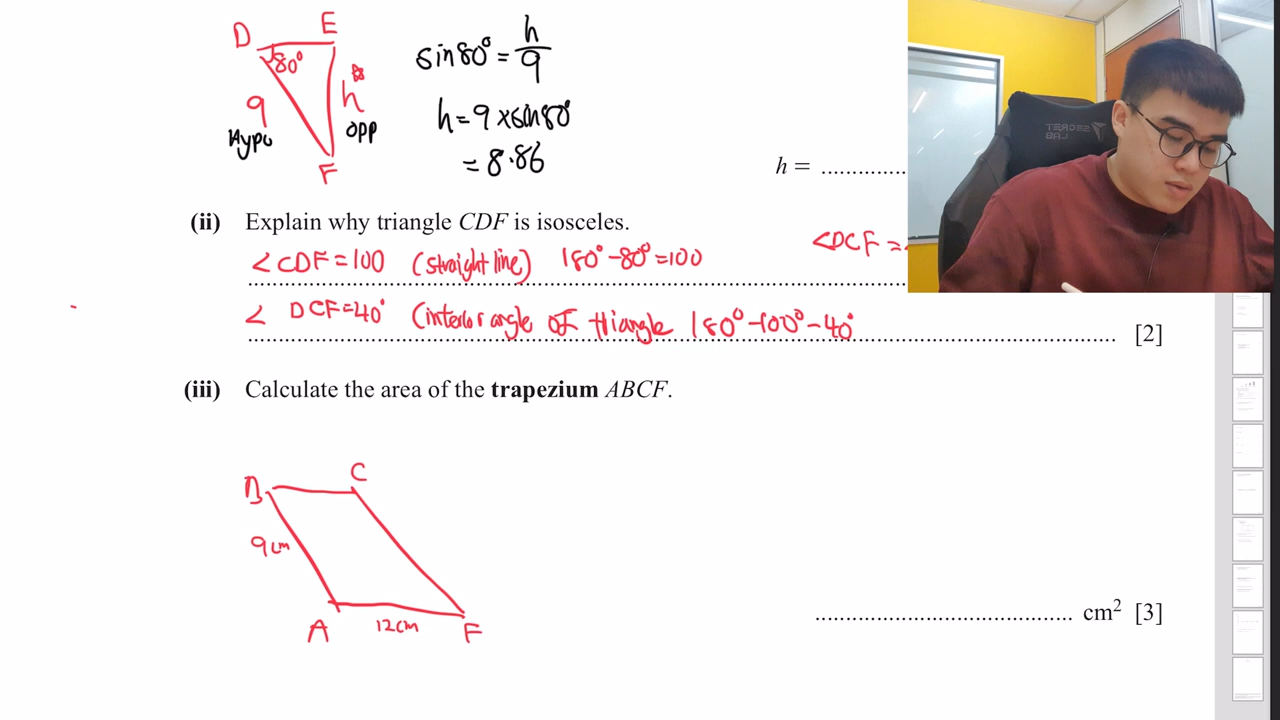 D E
80°
9
h
Hypo
opp
F
sin80° = h/9
h = 9 x sin80°
= 8.86
h = ..............
SECRET LAB
(ii) Explain why triangle CDF is isosceles.
<CDF = 100 (straight line) 180° - 80° = 100
<DCF =
< DCF = 40° (interior angle of triangle 180° - 100° - 40°
[2]
(iii) Calculate the area of the trapezium ABCF.
B C
9cm
A 12cm F
........................................ cm² [3]